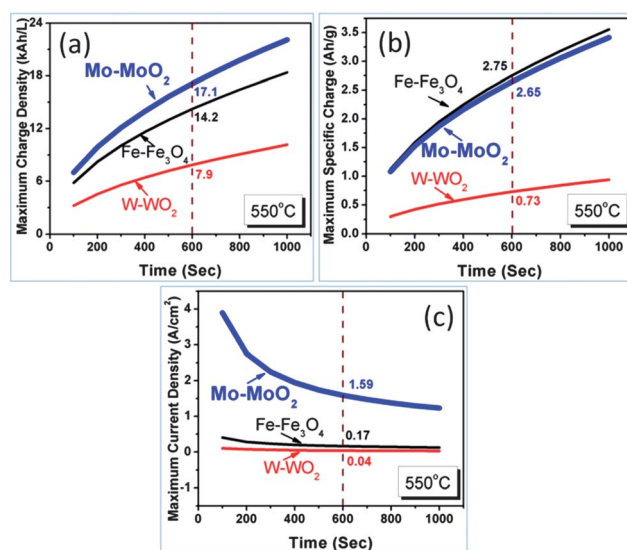 (a)
Maximum Charge Density (kAh/L)
24
18
12
6
0
Mo-MoO₂
17.1
14.2
Fe-Fe₃O₄
7.9
W-WO₂
550°C
0 200 400 600 800 1000
Time (Sec)
(b)
Maximum Specific Charge (Ah/g)
3.5
3.0
2.5
2.0
1.5
1.0
0.5
0.0
2.75
Fe-Fe₃O₄
2.65
Mo-MoO₂
W-WO₂
0.73
550°C
0 200 400 600 800 1000
Time (Sec)
(c)
Maximum Current Density (A/cm²)
4
3
2
1
0
-1
1.59
Mo-MoO₂
Fe-Fe₃O₄
0.17
W-WO₂
0.04
550°C
0 200 400 600 800 1000
Time (Sec)